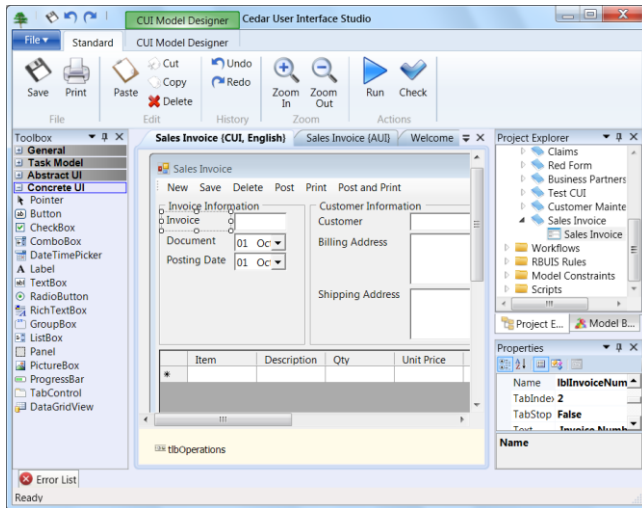 CUI Model Designer Cedar User Interface Studio
File Standard CUI Model Designer
Save Print Paste Cut Copy Delete Undo Redo Zoom In Zoom Out Run Check
File Edit History Zoom Actions
Toolbox
General
Task Model
Abstract UI
Concrete UI
Pointer
Button
CheckBox
ComboBox
DateTimePicker
Label
TextBox
RadioButton
RichTextBox
GroupBox
ListBox
Panel
PictureBox
ProgressBar
TabControl
DataGridView
Sales Invoice {CUI, English} Sales Invoice {AUI} Welcome
Sales Invoice
New Save Delete Post Print Post and Print
Invoice Information
Invoice
Document 01 Oc
Posting Date 01 Oc
Customer Information
Customer
Billing Address
Shipping Address
Item Description Qty Unit Price
tlbOperations
Project Explorer
Claims
Red Form
Business Partners
Test CUI
Customer Mainte
Sales Invoice
Sales Invoice
Workflows
RBUIS Rules
Model Constraints
Scripts
Project E... Model B...
Properties
Name lblInvoiceNum
TabIndex 2
TabStop False
Text Invoice Numb
Name
Error List
Ready